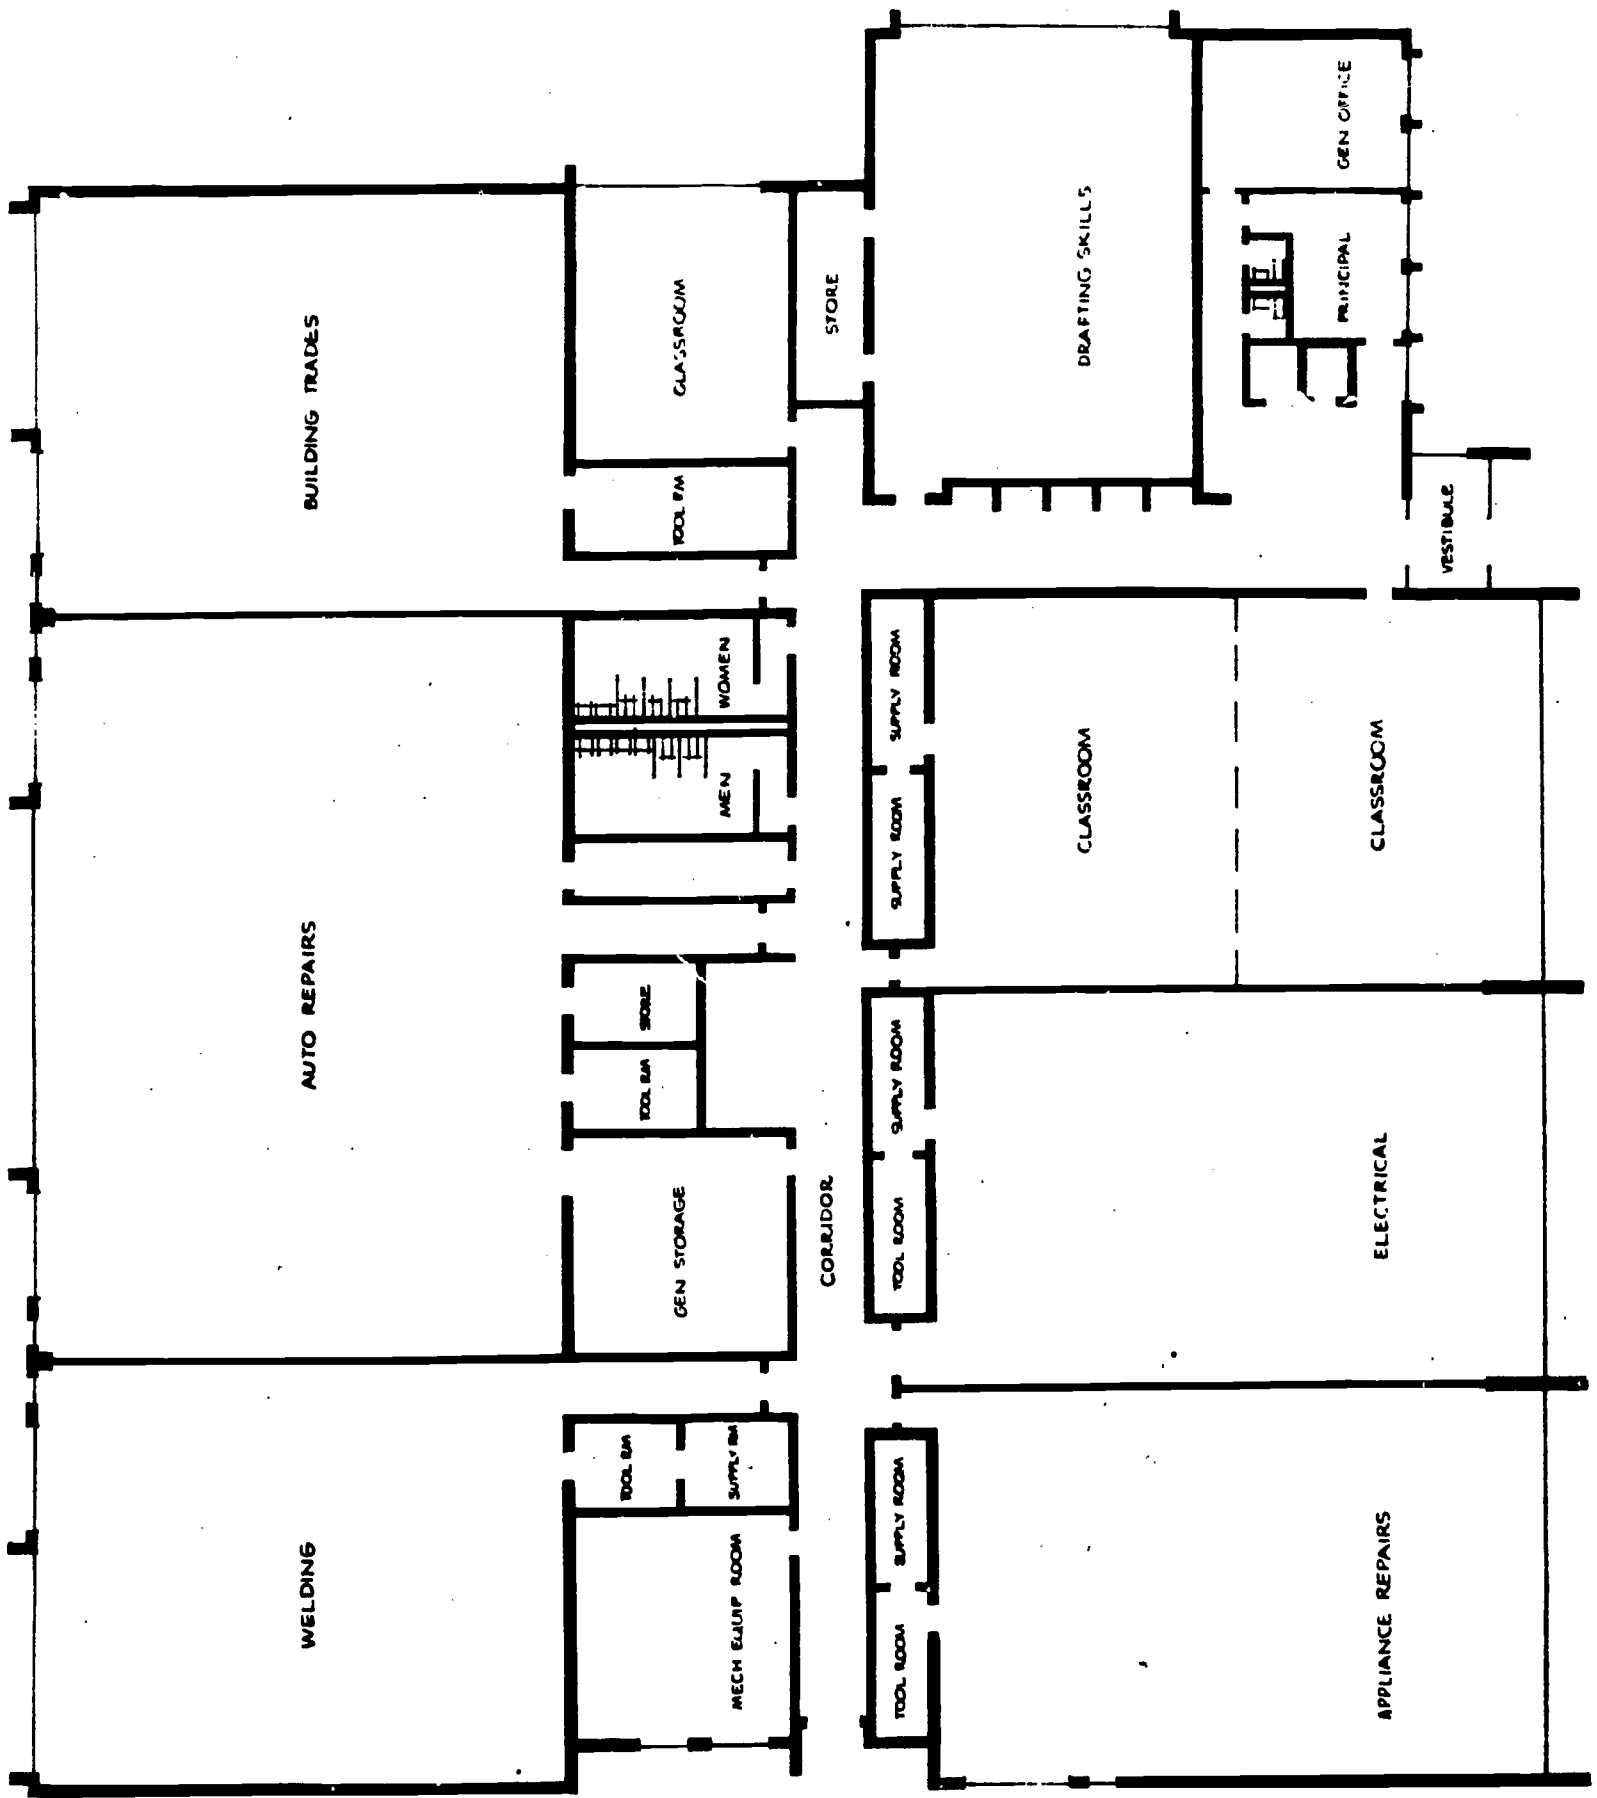 BUILDING TRADES
CLASSROOM
STORE
TOOL RM
DRAFTING SKILLS
GEN OFFICE
PRINCIPAL
VESTIBULE
AUTO REPAIRS
WOMEN
MEN
STORE
TOOL RM
GEN STORAGE
CORRIDOR
SUPPLY ROOM
SUPPLY ROOM
CLASSROOM
CLASSROOM
SUPPLY ROOM
TOOL ROOM
ELECTRICAL
WELDING
TOOL RM
SUPPLY RM
MECH EQUIP ROOM
SUPPLY ROOM
TOOL ROOM
APPLIANCE REPAIRS